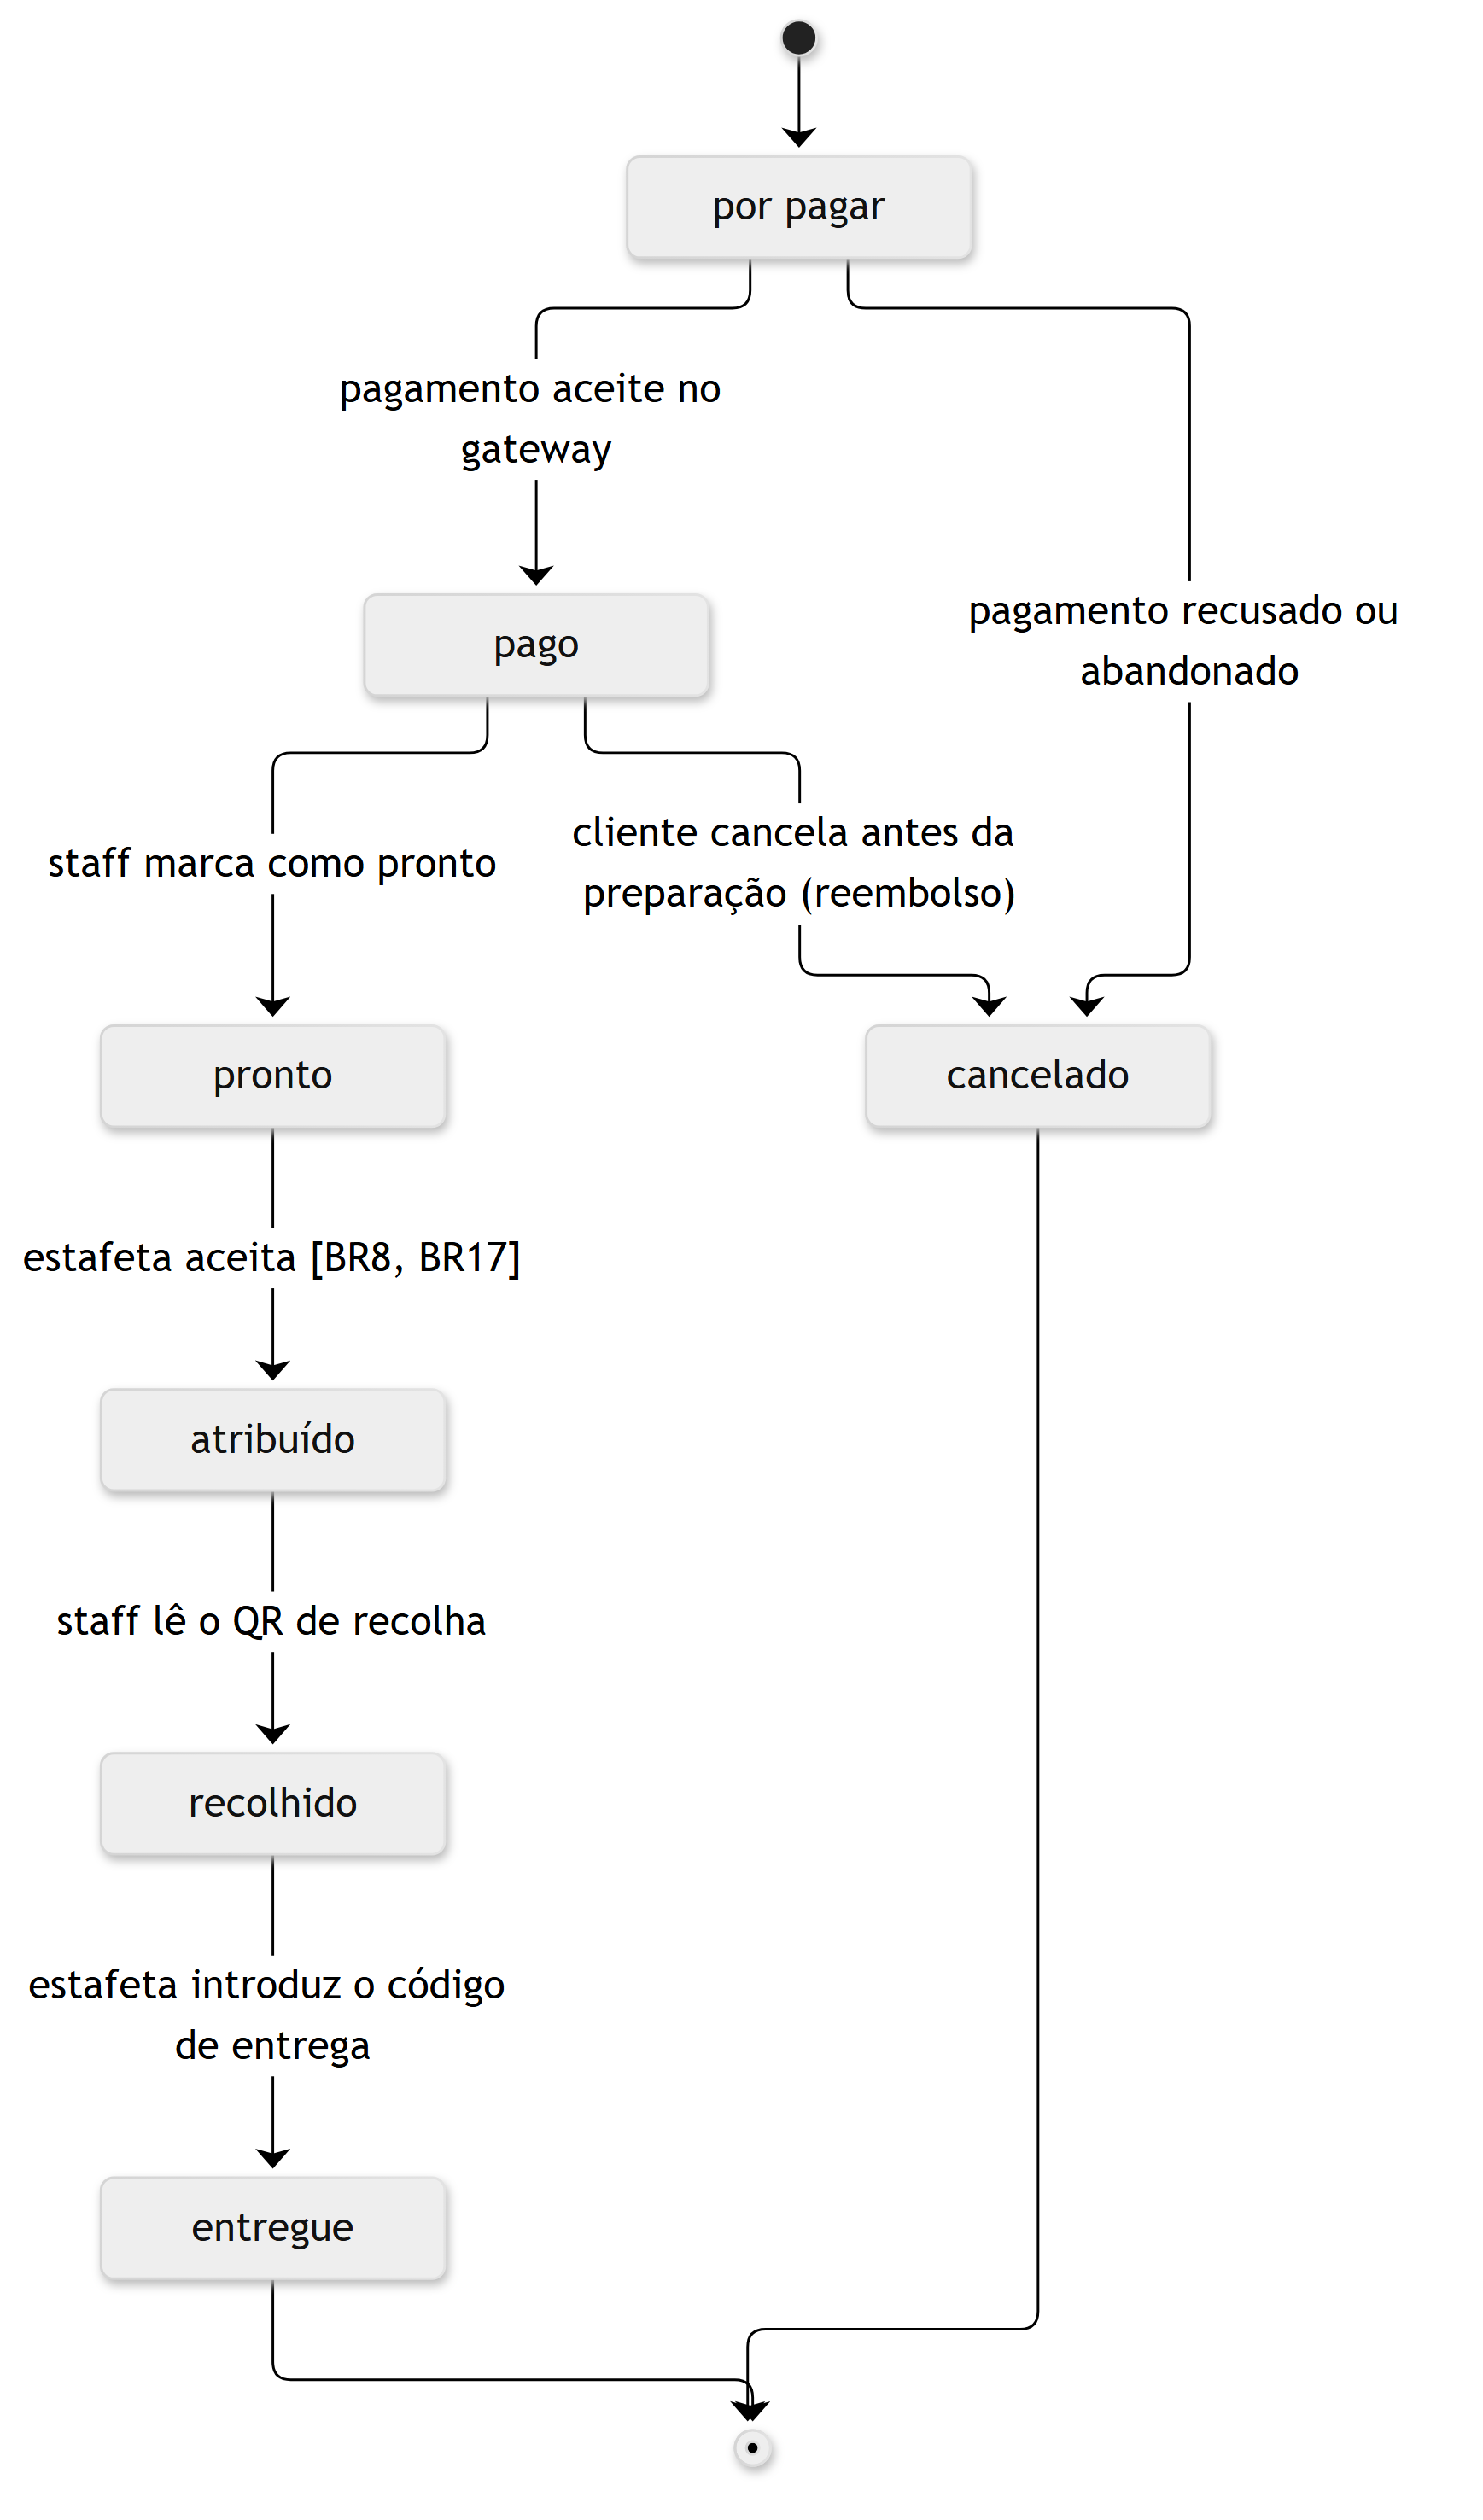 por pagar
pagamento aceite no
gateway
pagamento recusado ou
abandonado
pago
staff marca como pronto
cliente cancela antes da
preparação (reembolso)
pronto
cancelado
estafeta aceita [BR8, BR17]
atribuído
staff lê o QR de recolha
recolhido
estafeta introduz o código
de entrega
entregue